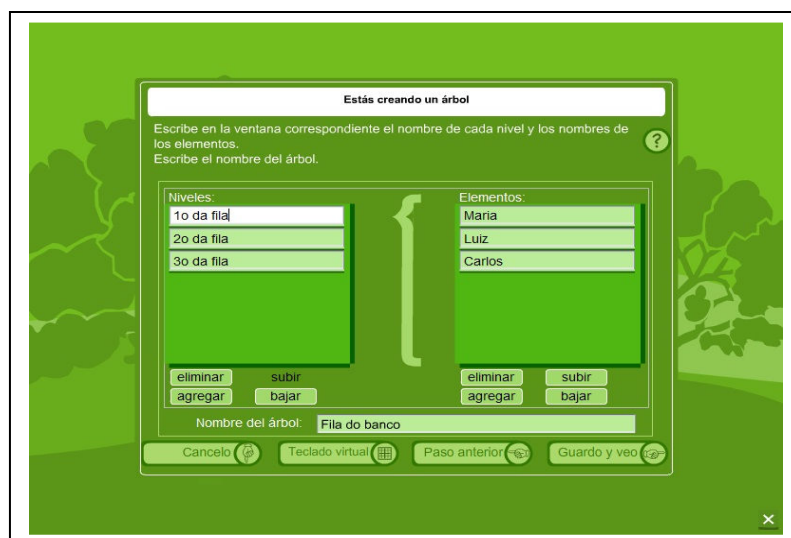 Estás creando un árbol
Escribe en la ventana correspondiente el nombre de cada nivel y los nombres de
los elementos.
Escribe el nombre del árbol.
?
Niveles:
1o da fila
2o da fila
3o da fila
eliminar subir
agregar bajar
Elementos:
Maria
Luiz
Carlos
eliminar subir
agregar bajar
Nombre del árbol: Fila do banco
Cancelo Teclado virtual Paso anterior Guardo y veo